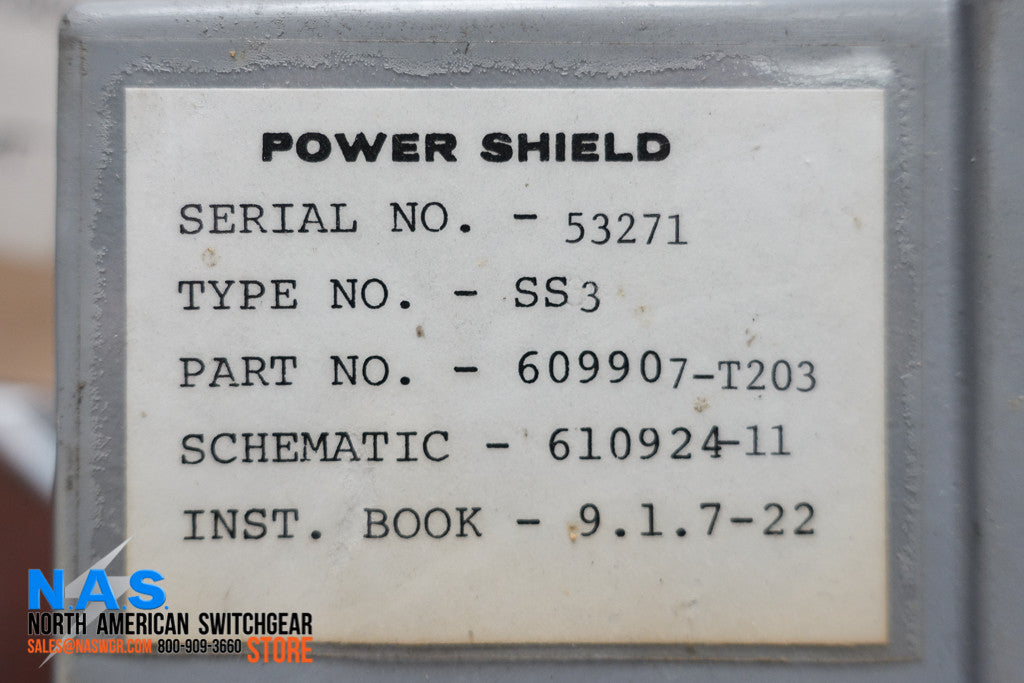 POWER SHIELD
SERIAL NO. - 53271
TYPE NO. - SS3
PART NO. - 609907-T203
SCHEMATIC - 610924-11
INST. BOOK - 9.1.7-22
N.A.S.
NORTH AMERICAN SWITCHGEAR
SALES@NASWGR.COM 800-909-3660 STORE